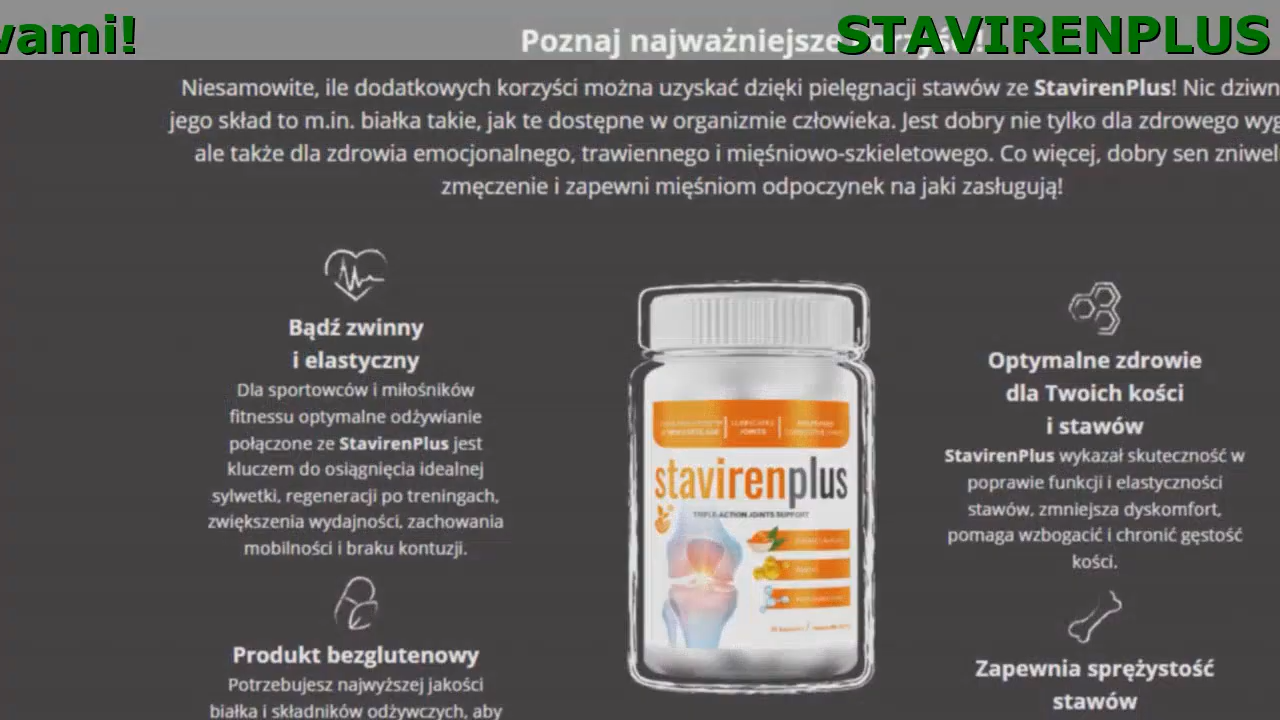 wami!
STAVIRENPLUS
Poznaj najważniejsze
Niesamowite, ile dodatkowych korzyści można uzyskać dzięki pielęgnacji stawów ze StavirenPlus! Nic dziwn
jego skład to m.in. białka takie, jak te dostępne w organizmie człowieka. Jest dobry nie tylko dla zdrowego wyg
ale także dla zdrowia emocjonalnego, trawiennego i mięśniowo-szkieletowego. Co więcej, dobry sen zniwel
zmęczenie i zapewni mięśniom odpoczynek na jaki zasługują!
Bądź zwinny
i elastyczny
Dla sportowców i miłośników
fitnessu optymalne odżywianie
połączone ze StavirenPlus jest
kluczem do osiągnięcia idealnej
sylwetki, regeneracji po treningach,
zwiększenia wydajności, zachowania
mobilności i braku kontuzji.
Produkt bezglutenowy
Potrzebujesz najwyższej jakości
białka i składników odżywczych, aby
JOINTS
stavirenplus
TRIPLE-ACTION JOINTS SUPPORT
Optymalne zdrowie
dla Twoich kości
i stawów
StavirenPlus wykazał skuteczność w
poprawie funkcji i elastyczności
stawów, zmniejsza dyskomfort,
pomaga wzbogacić i chronić gęstość
kości.
Zapewnia sprężystość
stawów